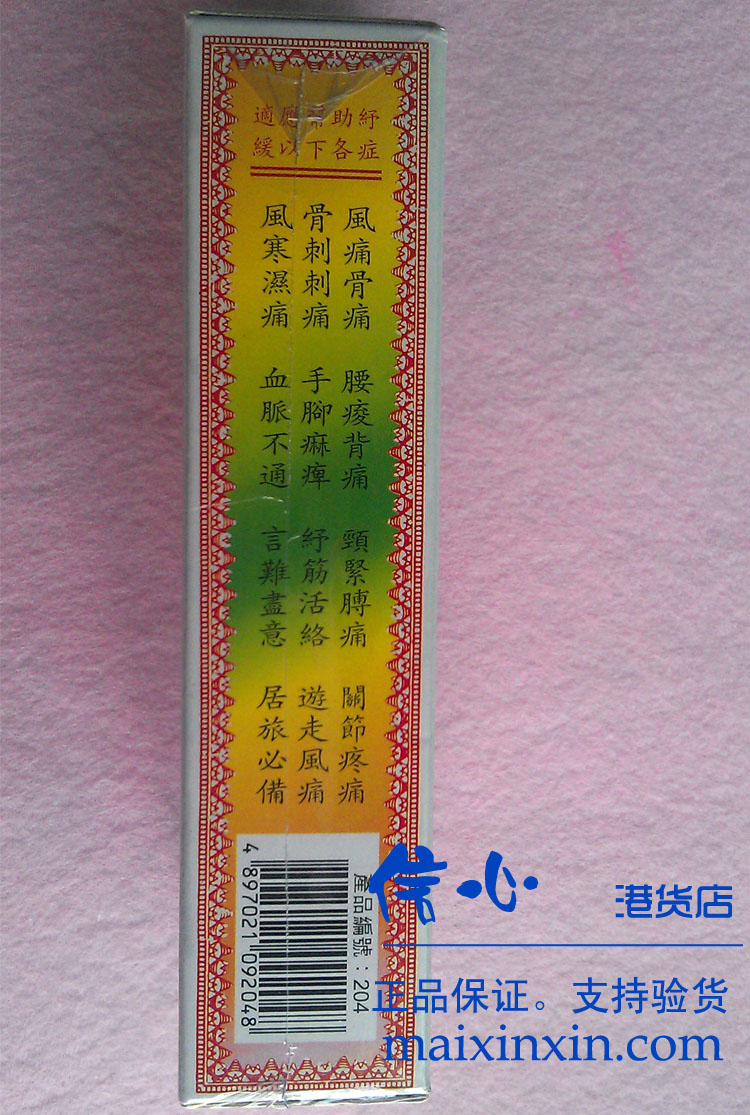 適應幫助紓
緩以下各症
風痛骨痛 腰痠背痛 頸緊膊痛 關節疼痛
骨刺刺痛 手腳麻痺 紓筋活絡 遊走風痛
風寒濕痛 血脈不通 言難盡意 居旅必備
產品編號：204
4 897021 092048
信心 港货店
正品保证。支持验货
maixinxin.com